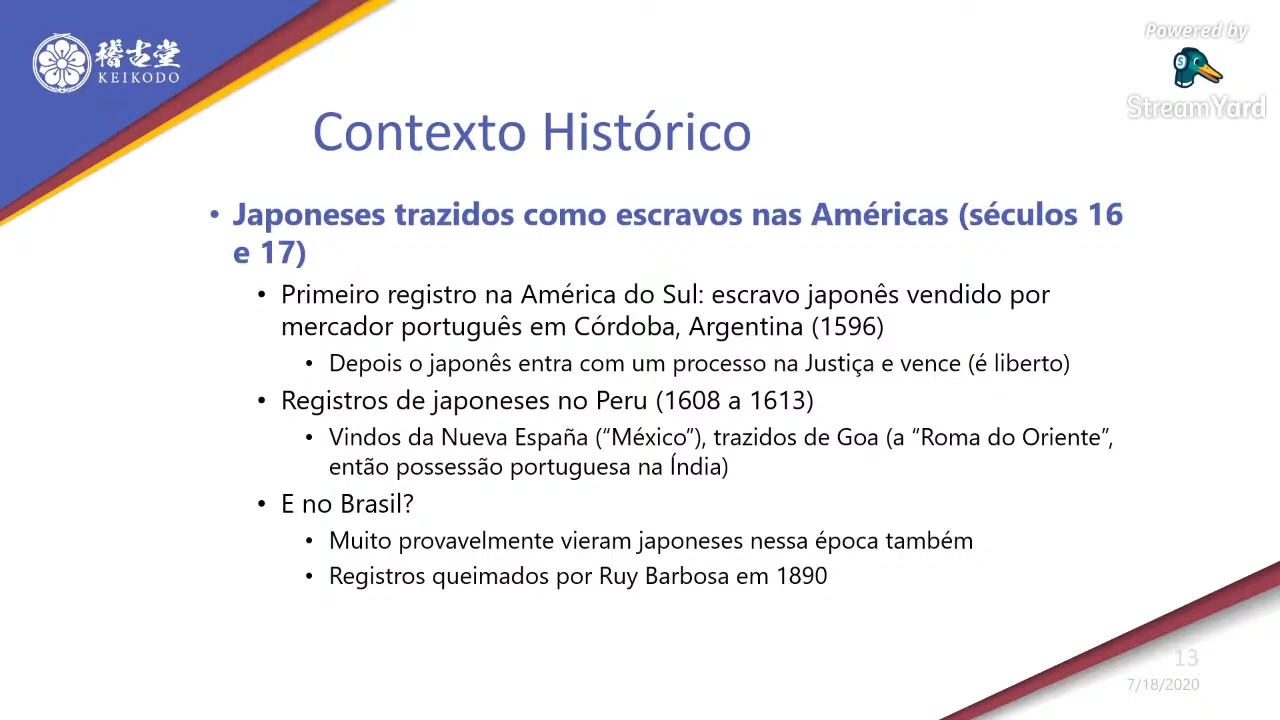 稽古堂
KEIKODO
Powered by
StreamYard
Contexto Histórico
• Japoneses trazidos como escravos nas Américas (séculos 16
e 17)
• Primeiro registro na América do Sul: escravo japonês vendido por
mercador português em Córdoba, Argentina (1596)
• Depois o japonês entra com um processo na Justiça e vence (é liberto)
• Registros de japoneses no Peru (1608 a 1613)
• Vindos da Nueva España (“México”), trazidos de Goa (a “Roma do Oriente”,
então possessão portuguesa na Índia)
• E no Brasil?
• Muito provavelmente vieram japoneses nessa época também
• Registros queimados por Ruy Barbosa em 1890
13
7/18/2020